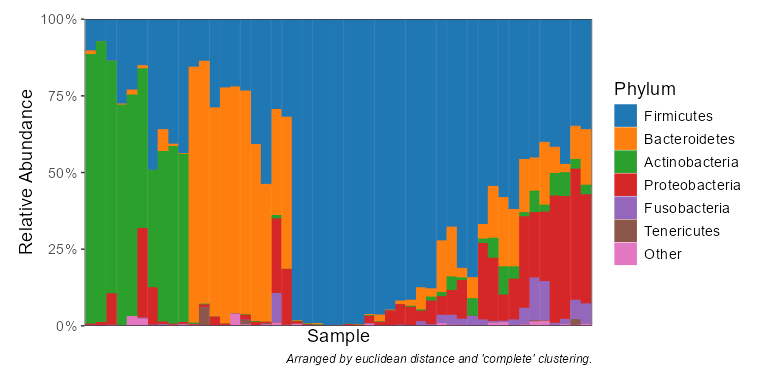 100%
75%
50%
25%
0%
Relative Abundance
Sample
Arranged by euclidean distance and 'complete' clustering.
Phylum
Firmicutes
Bacteroidetes
Actinobacteria
Proteobacteria
Fusobacteria
Tenericutes
Other